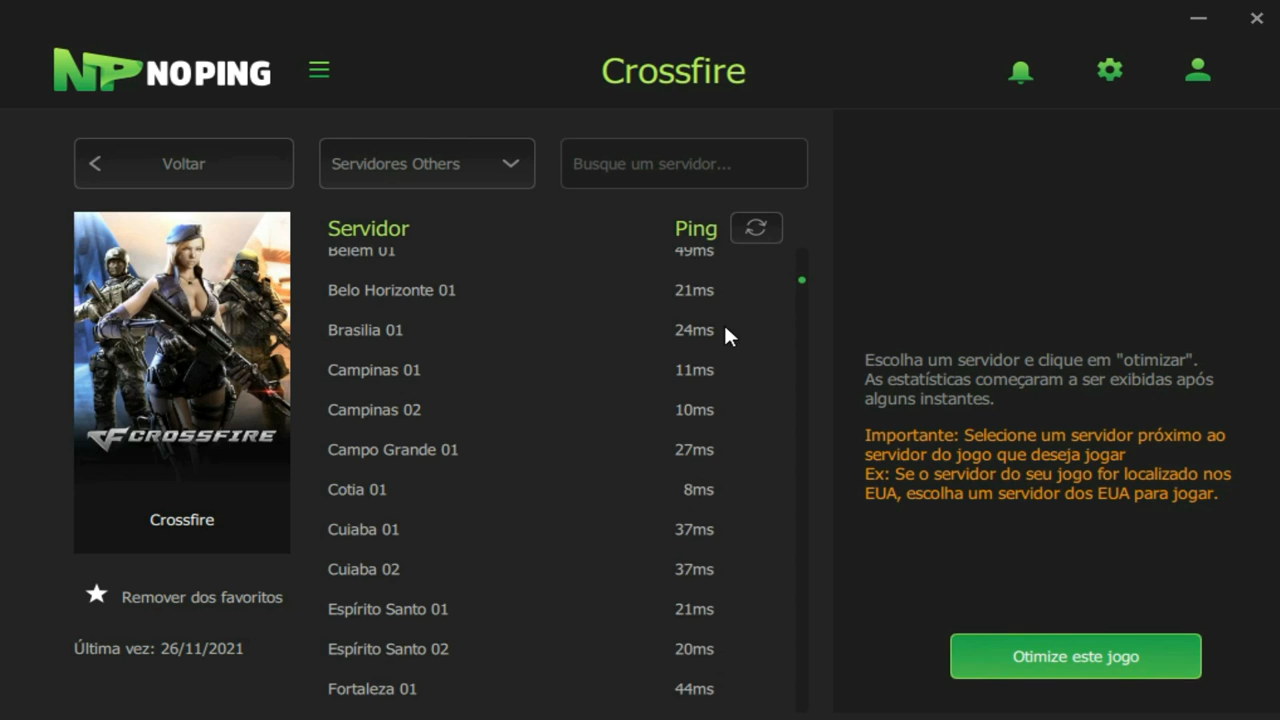 NP NOPING
Crossfire
Voltar
Servidores Others
Busque um servidor...
Servidor Ping
Belem 01 49ms
Belo Horizonte 01 21ms
Brasilia 01 24ms
Campinas 01 11ms
Campinas 02 10ms
Campo Grande 01 27ms
Cotia 01 8ms
Cuiaba 01 37ms
Cuiaba 02 37ms
Espírito Santo 01 21ms
Espírito Santo 02 20ms
Fortaleza 01 44ms
CF CROSSFIRE
Crossfire
Remover dos favoritos
Última vez: 26/11/2021
Escolha um servidor e clique em "otimizar".
As estatísticas começaram a ser exibidas após
alguns instantes.
Importante: Selecione um servidor próximo ao
servidor do jogo que deseja jogar
Ex: Se o servidor do seu jogo for localizado nos
EUA, escolha um servidor dos EUA para jogar.
Otimize este jogo